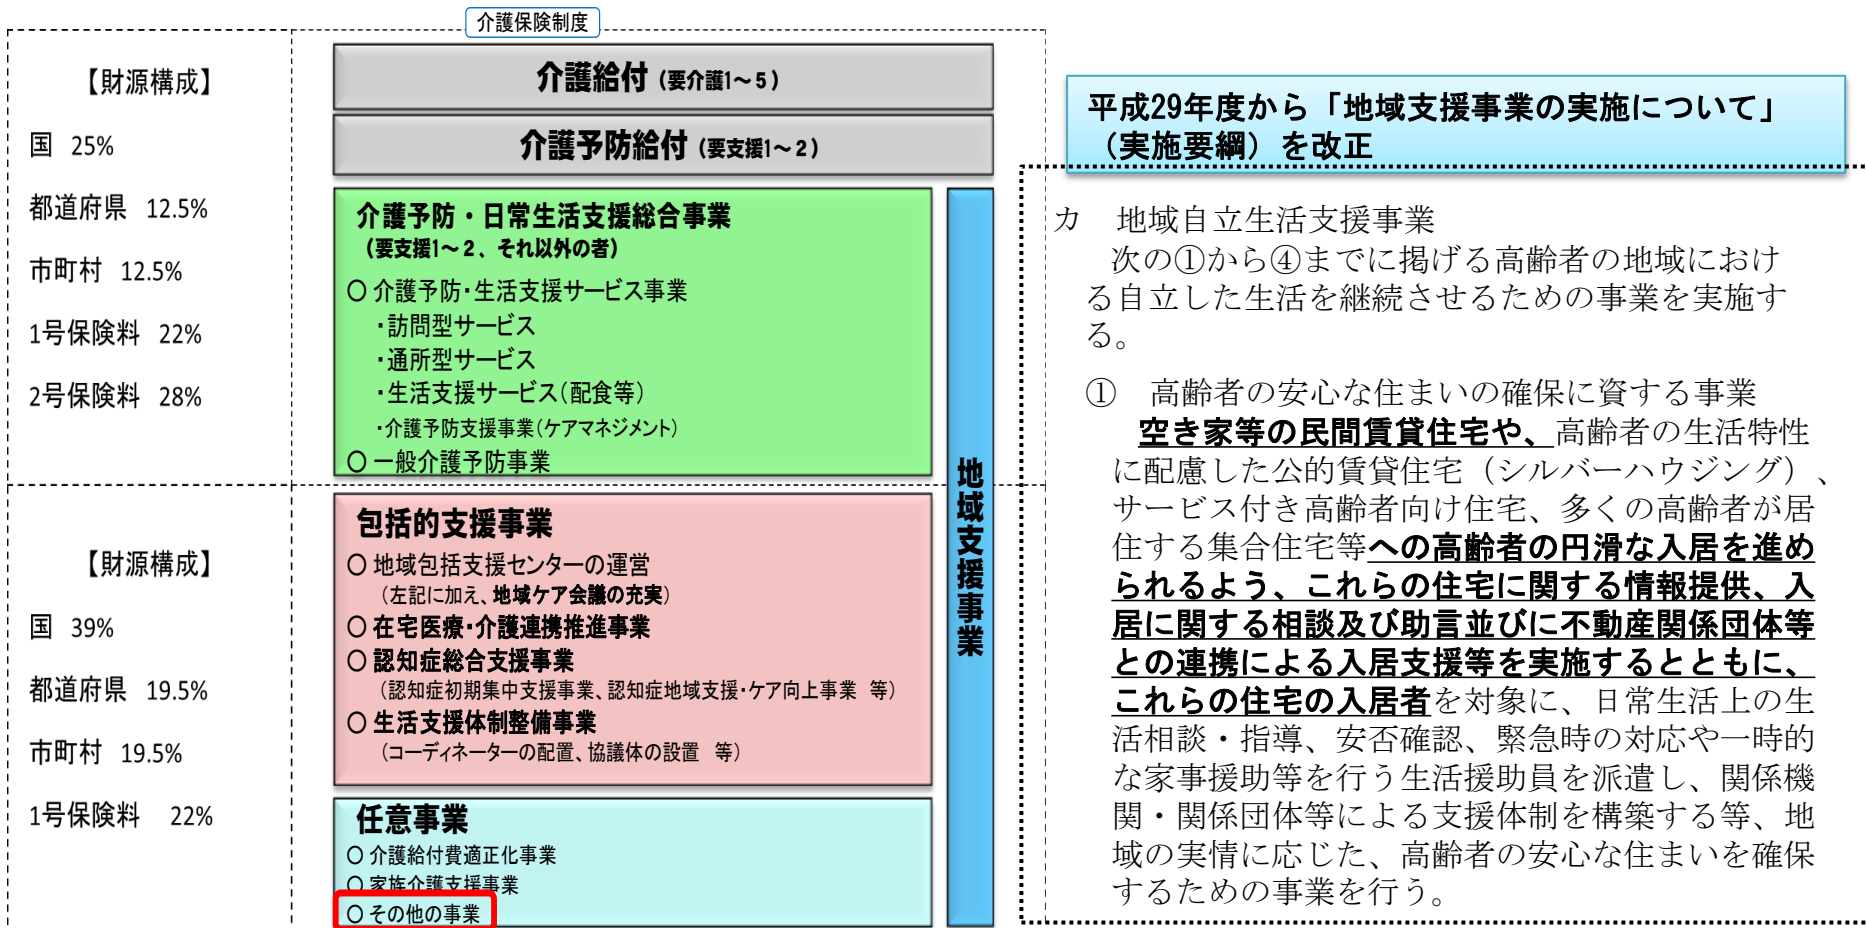 介護保険制度
【財源構成】
国 25%
都道府県 12.5%
市町村 12.5%
1号保険料 22%
2号保険料 28%
【財源構成】
国 39%
都道府県 19.5%
市町村 19.5%
1号保険料 22%
介護給付（要介護1～5）
介護予防給付（要支援1～2）
介護予防・日常生活支援総合事業
（要支援1～2、それ以外の者）
○ 介護予防・生活支援サービス事業
・訪問型サービス
・通所型サービス
・生活支援サービス（配食等）
・介護予防支援事業（ケアマネジメント）
○ 一般介護予防事業
包括的支援事業
○ 地域包括支援センターの運営
（左記に加え、地域ケア会議の充実）
○ 在宅医療・介護連携推進事業
○ 認知症総合支援事業
（認知症初期集中支援事業、認知症地域支援・ケア向上事業 等）
○ 生活支援体制整備事業
（コーディネーターの配置、協議体の設置 等）
任意事業
○ 介護給付費適正化事業
○ 家族介護支援事業
○ その他の事業
地域支援事業
平成29年度から「地域支援事業の実施について」
（実施要綱）を改正
カ 地域自立生活支援事業
次の①から④までに掲げる高齢者の地域におけ
る自立した生活を継続させるための事業を実施す
る。
① 高齢者の安心な住まいの確保に資する事業
空き家等の民間賃貸住宅や、高齢者の生活特性
に配慮した公的賃貸住宅（シルバーハウジング）、
サービス付き高齢者向け住宅、多くの高齢者が居
住する集合住宅等への高齢者の円滑な入居を進め
られるよう、これらの住宅に関する情報提供、入
居に関する相談及び助言並びに不動産関係団体等
との連携による入居支援等を実施するとともに、
これらの住宅の入居者を対象に、日常生活上の生
活相談・指導、安否確認、緊急時の対応や一時的
な家事援助等を行う生活援助員を派遣し、関係機
関・関係団体等による支援体制を構築する等、地
域の実情に応じた、高齢者の安心な住まいを確保
するための事業を行う。